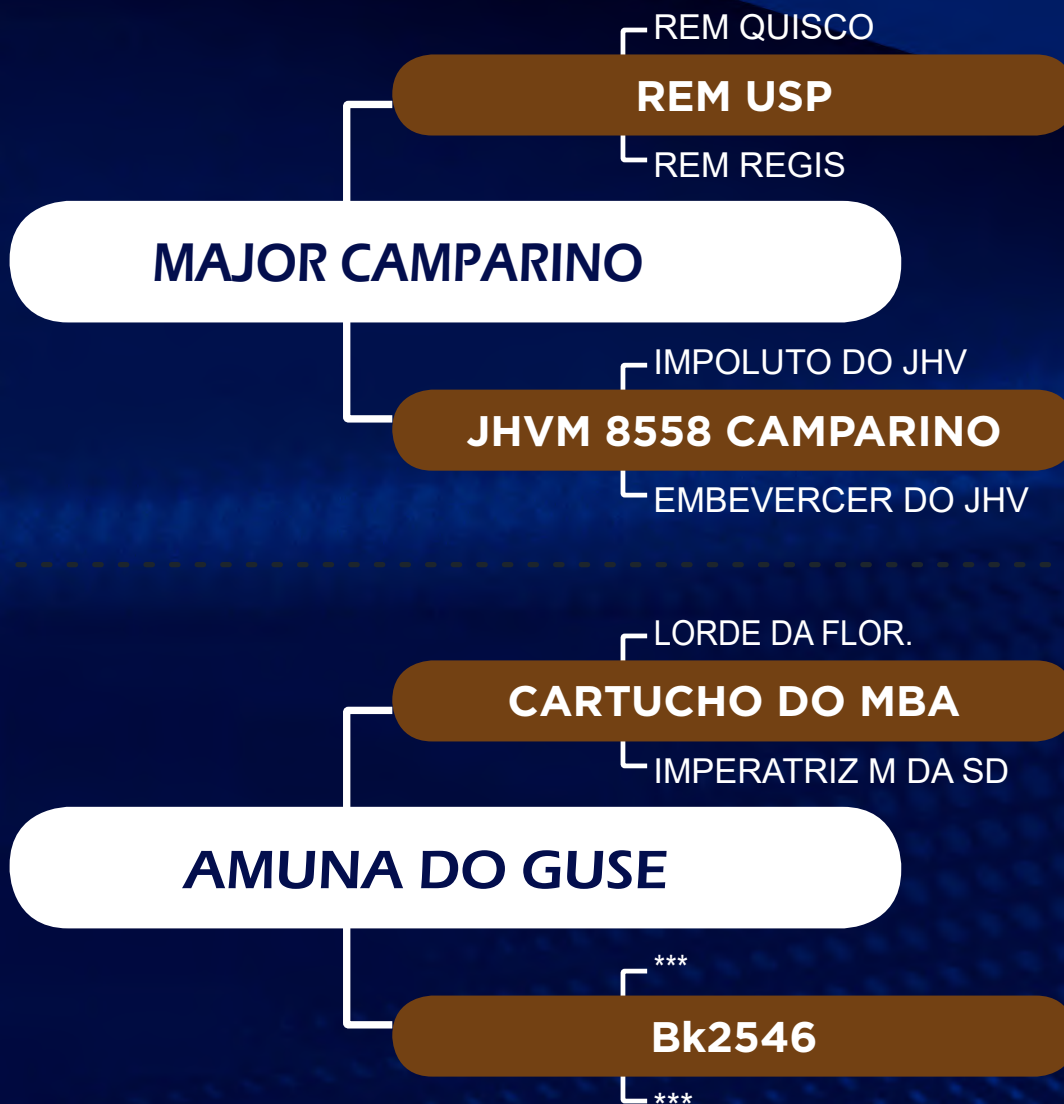 REM QUISCO
REM USP
REM REGIS
MAJOR CAMPARINO
IMPOLUTO DO JHV
JHVM 8558 CAMPARINO
EMBEVERCER DO JHV
LORDE DA FLOR.
CARTUCHO DO MBA
IMPERATRIZ M DA SD
AMUNA DO GUSE
***
Bk2546
***